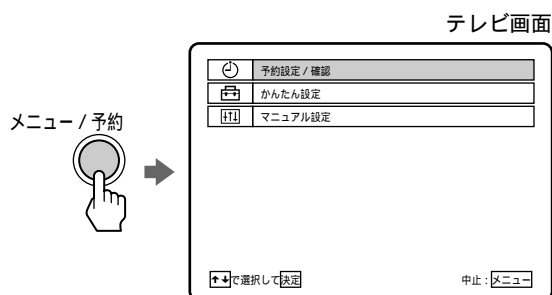 テレビ画面
メニュー / 予約
予約設定 / 確認
かんたん設定
マニュアル設定
↑↓で選択して決定
中止 : メニュー